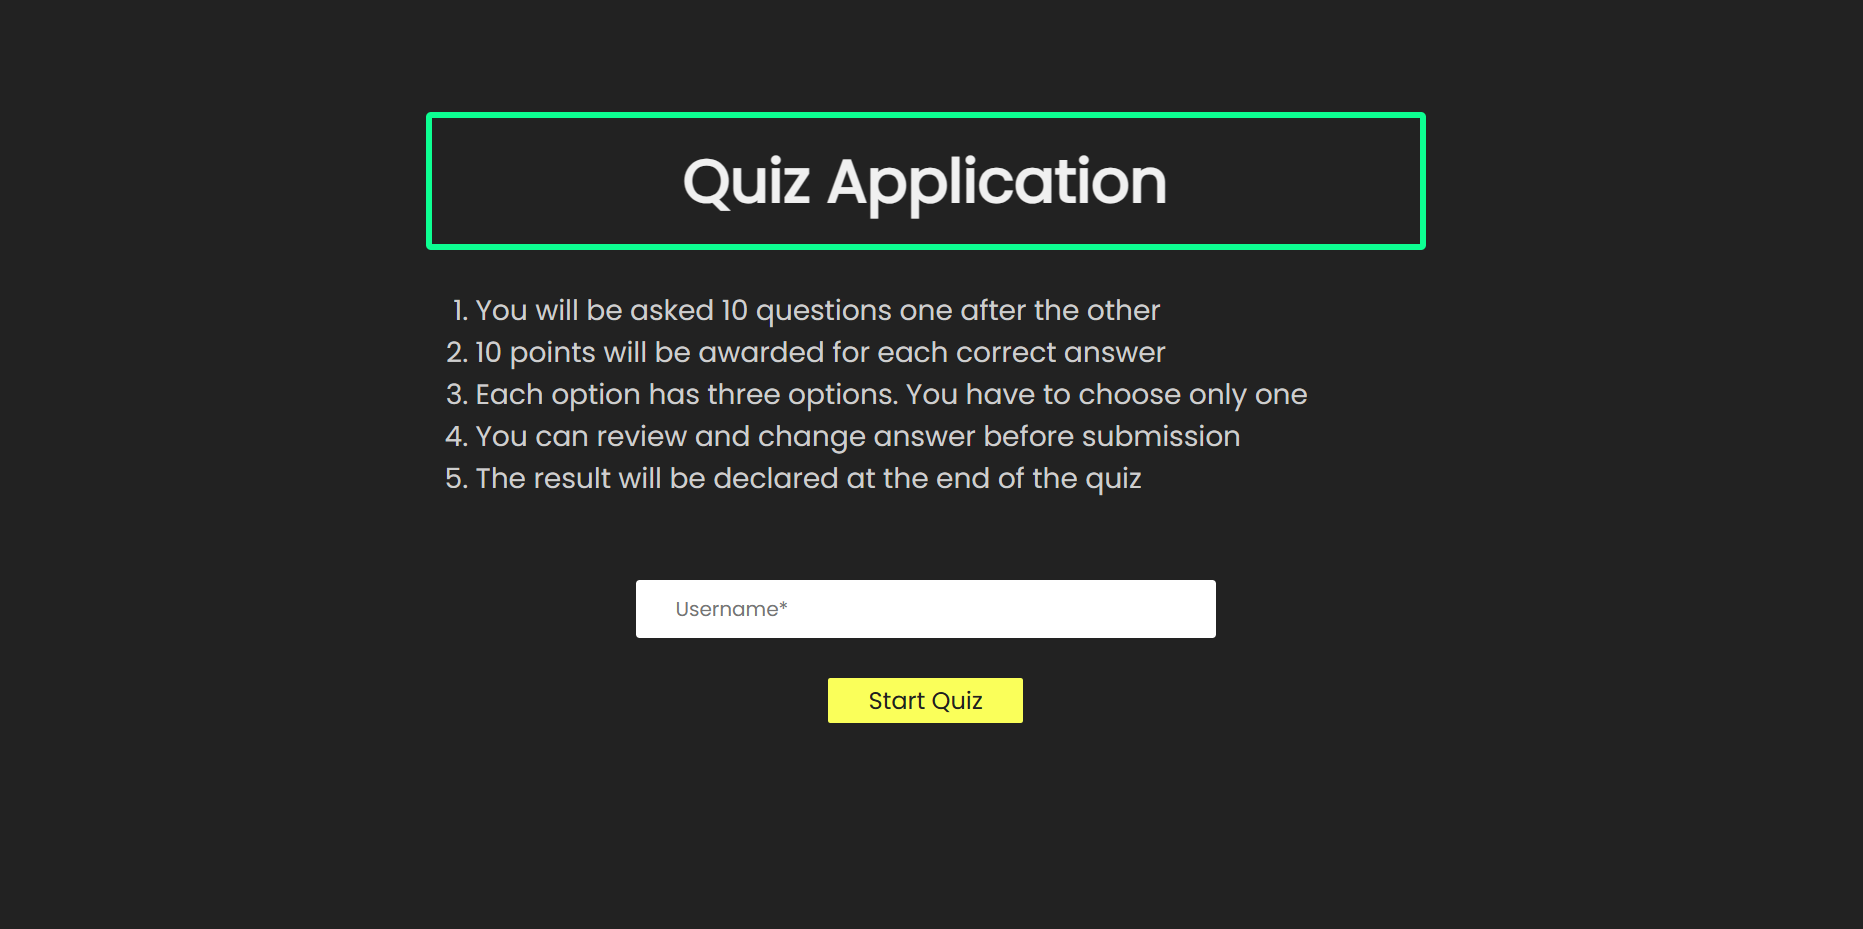 Quiz Application
1. You will be asked 10 questions one after the other
2. 10 points will be awarded for each correct answer
3. Each option has three options. You have to choose only one
4. You can review and change answer before submission
5. The result will be declared at the end of the quiz
Username*
Start Quiz